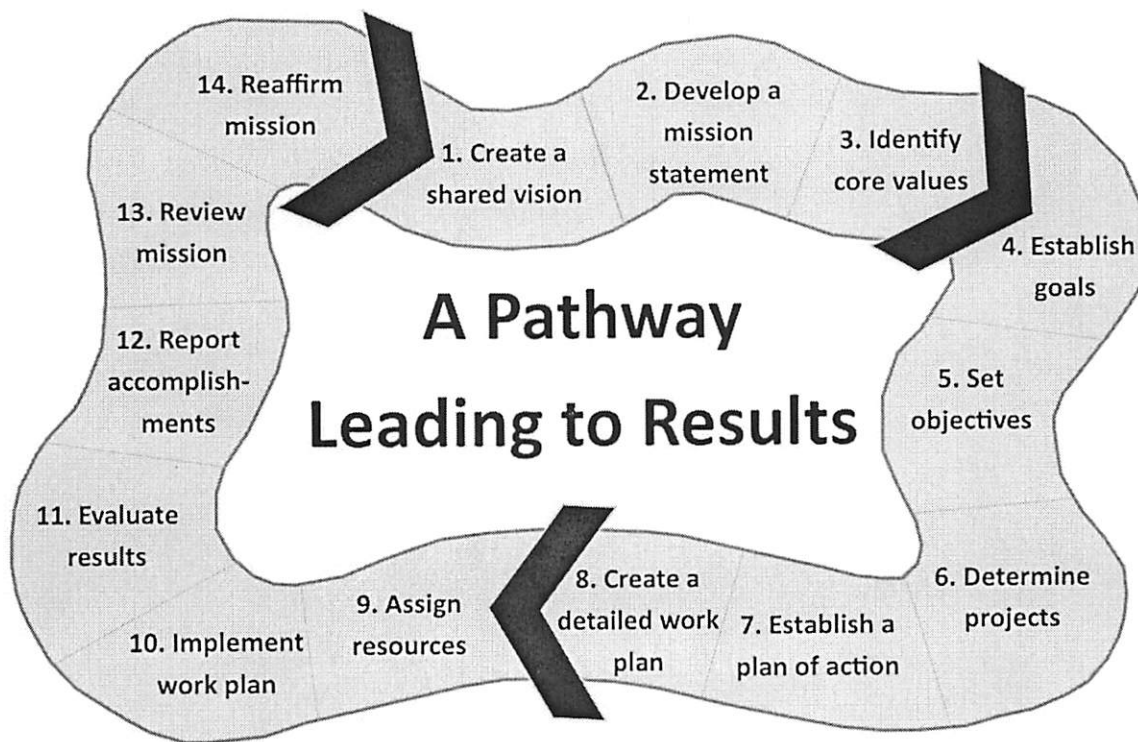 A Pathway
Leading to Results
1. Create a
shared vision
2. Develop a
mission
statement
3. Identify
core values
4. Establish
goals
5. Set
objectives
6. Determine
projects
7. Establish a
plan of action
8. Create a
detailed work
plan
9. Assign
resources
10. Implement
work plan
11. Evaluate
results
12. Report
accomplish-
ments
13. Review
mission
14. Reaffirm
mission